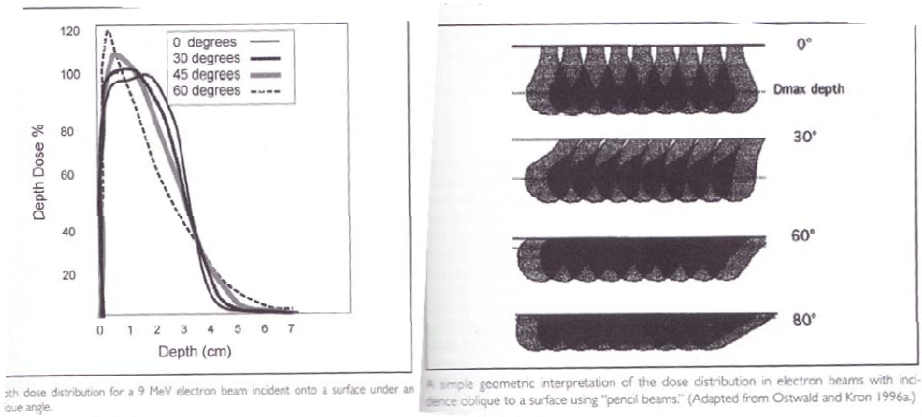 120
100
80
60
40
20
Depth Dose %
0 degrees
30 degrees
45 degrees
60 degrees
0 1 2 3 4 5 6 7
Depth (cm)
dose distribution for a 9 MeV electron beam incident onto a surface under an
angle.
0°
Dmax depth
30°
60°
80°
A simple geometric interpretation of the dose distribution in electron beams with inci-
dence oblique to a surface using "pencil beams." (Adapted from Ostwald and Kron 1996a.)